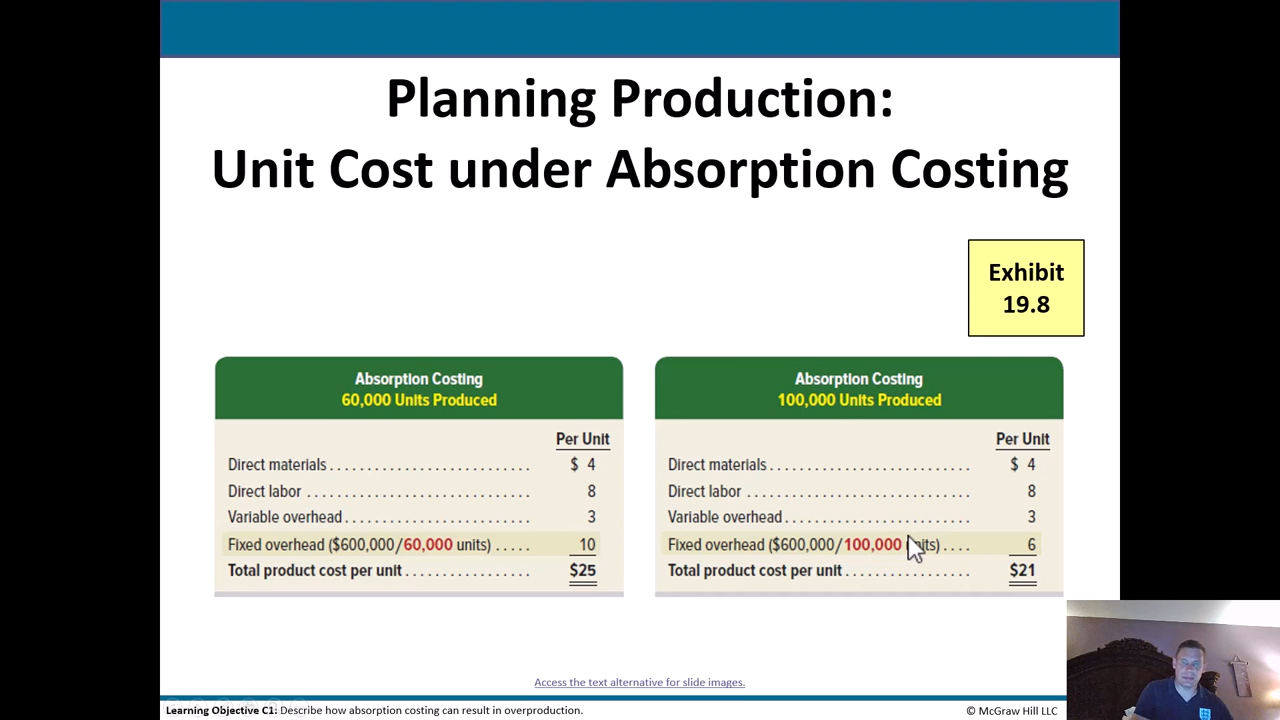 Planning Production:
Unit Cost under Absorption Costing
Exhibit
19.8
Absorption Costing
60,000 Units Produced
Per Unit
Direct materials.......................... $ 4
Direct labor ............................. 8
Variable overhead........................ 3
Fixed overhead ($600,000/60,000 units) ..... 10
Total product cost per unit ................ $25
Absorption Costing
100,000 Units Produced
Per Unit
Direct materials.......................... $ 4
Direct labor ............................. 8
Variable overhead........................ 3
Fixed overhead ($600,000/100,000 units) .... 6
Total product cost per unit ................ $21
Access the text alternative for slide images.
Learning Objective C1: Describe how absorption costing can result in overproduction.
© McGraw Hill LLC